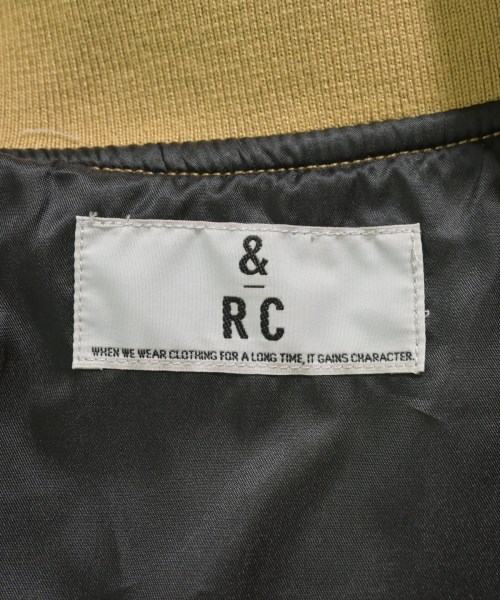 &
RC
WHEN WE WEAR CLOTHING FOR A LONG TIME, IT GAINS CHARACTER.